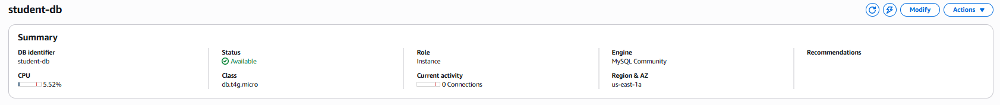 student-db
Modify
Actions
Summary
DB identifier
student-db
Status
Available
Role
Instance
Engine
MySQL Community
Recommendations
CPU
5.52%
Class
db.t4g.micro
Current activity
0 Connections
Region & AZ
us-east-1a